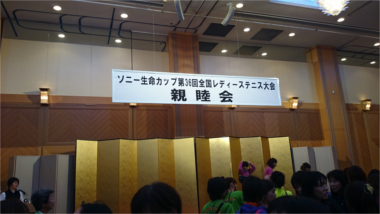 ソニー生命カップ第36回全国レディーステニス大会
親睦会